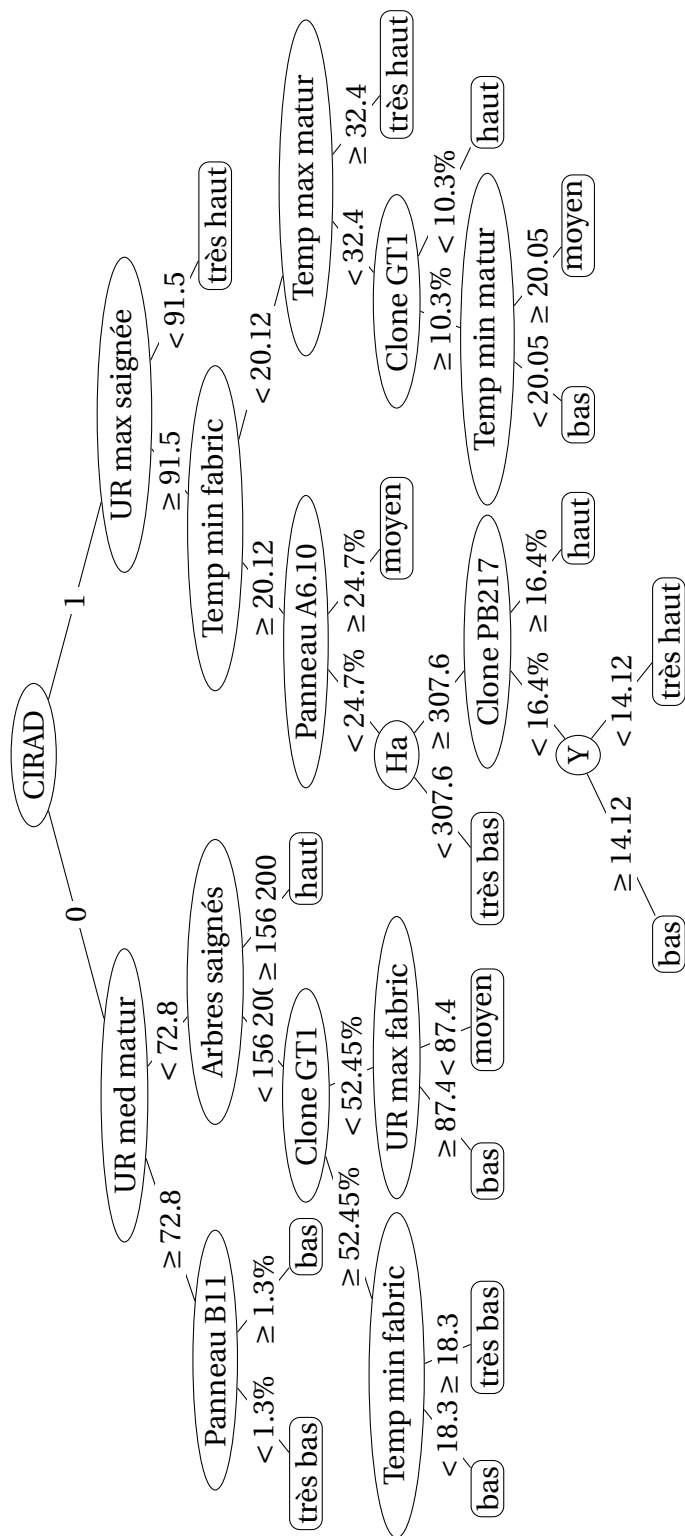 CIRAD
0
1
UR med matur
UR max saignée
≥ 72.8
< 72.8
≥ 91.5
< 91.5
Panneau B11
Arbres saignés
Temp min fabric
très haut
< 1.3%
≥ 1.3%
< 156 20(
≥ 156 200
≥ 20.12
< 20.12
très bas
bas
Clone GT1
haut
Panneau A6.10
Temp max matur
≥ 52.45%
< 52.45%
< 24.7%
≥ 24.7%
< 32.4
≥ 32.4
Temp min fabric
UR max fabric
Ha
moyen
Clone GT1
très haut
< 18.3
≥ 18.3
≥ 87.4
< 87.4
< 307.6
≥ 307.6
≥ 10.3%
< 10.3%
bas
très bas
bas
moyen
très bas
Clone PB217
Temp min matur
haut
< 16.4%
≥ 16.4%
< 20.05
≥ 20.05
Y
haut
bas
moyen
≥ 14.12
< 14.12
bas
très haut